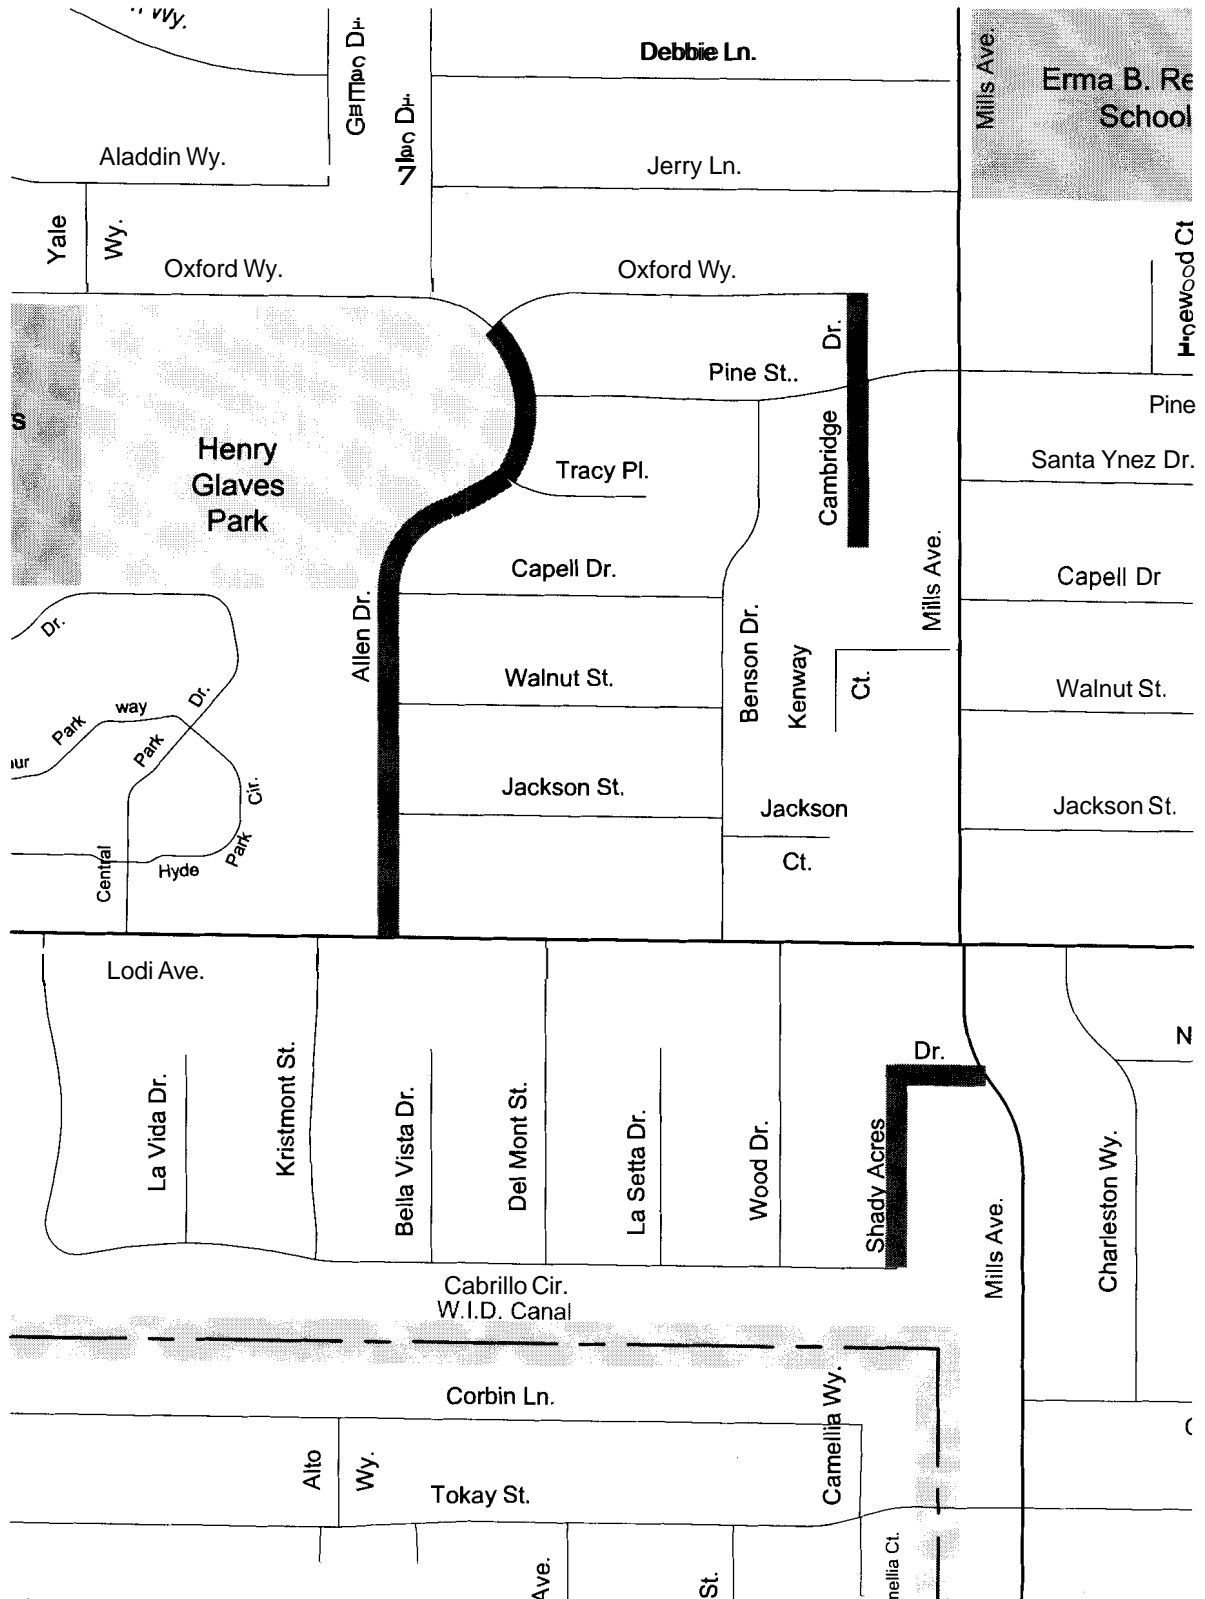 Wy.
Debbie Ln.
Mills Ave.
Erma B. Re
School
Aladdin Wy.
Jerry Ln.
7
Yale
Wy.
Oxford Wy.
Oxford Wy.
Dr.
Pine St..
Pine
s
Henry
Glaves
Park
Cambridge
Tracy Pl.
Santa Ynez Dr.
Capell Dr.
Capell Dr
Mills Ave.
Dr.
Allen Dr.
Benson Dr.
Kenway
Ct.
Walnut St.
Walnut St.
Park
way
Dr.
Park
Jackson St.
Jackson
Ct.
Jackson St.
Cir.
Park
Hyde
Central
Lodi Ave.
N
Dr.
La Vida Dr.
Kristmont St.
Bella Vista Dr.
Del Mont St.
La Setta Dr.
Wood Dr.
Shady Acres
Mills Ave.
Charleston Wy.
Cabrillo Cir.
W.I.D. Canal
Corbin Ln.
Camellia Wy.
Alto
Wy.
Tokay St.
Ave.
St.
nellia Ct.